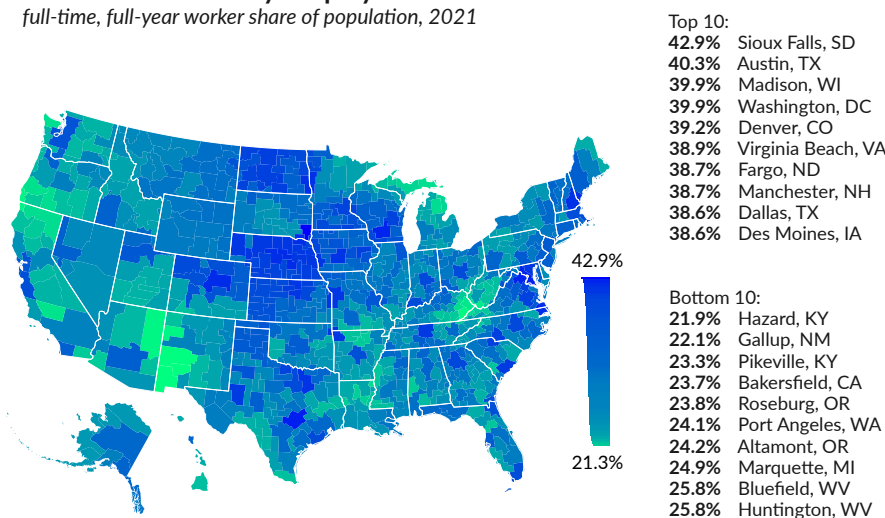 full-time, full-year worker share of population, 2021
Top 10:
42.9% Sioux Falls, SD
40.3% Austin, TX
39.9% Madison, WI
39.9% Washington, DC
39.2% Denver, CO
38.9% Virginia Beach, VA
38.7% Fargo, ND
38.7% Manchester, NH
38.6% Dallas, TX
38.6% Des Moines, IA
42.9%
21.3%
Bottom 10:
21.9% Hazard, KY
22.1% Gallup, NM
23.3% Pikeville, KY
23.7% Bakersfield, CA
23.8% Roseburg, OR
24.1% Port Angeles, WA
24.2% Altamont, OR
24.9% Marquette, MI
25.8% Bluefield, WV
25.8% Huntington, WV